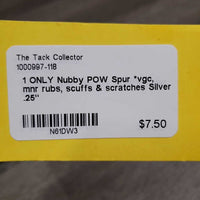 The Tack Collector
1000997-118
1 ONLY Nubby POW Spur *vgc,
mnr rubs, scuffs & scratches Silver
.25"
N61DW3
$7.50